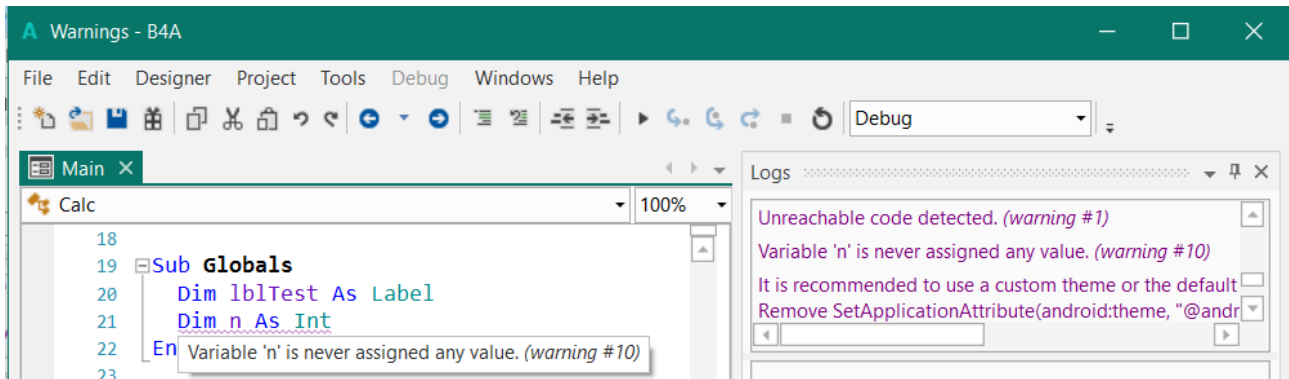 A Warnings - B4A
File Edit Designer Project Tools Debug Windows Help
Debug
Main
Calc
100%
18
19 Sub Globals
20 Dim lblTest As Label
21 Dim n As Int
22 En
Variable 'n' is never assigned any value. (warning #10)
23
Logs
Unreachable code detected. (warning #1)
Variable 'n' is never assigned any value. (warning #10)
It is recommended to use a custom theme or the default
Remove SetApplicationAttribute(android:theme, "@andr